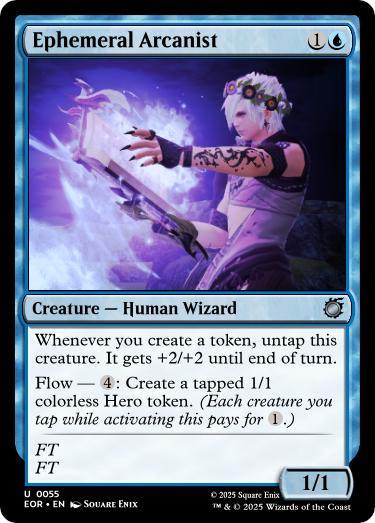 Ephemeral Arcanist 1
Creature — Human Wizard
Whenever you create a token, untap this
creature. It gets +2/+2 until end of turn.
Flow — 4: Create a tapped 1/1
colorless Hero token. (Each creature you
tap while activating this pays for 1.)
FT
FT
1/1
U 0055
EOR • EN SQUARE ENIX
© 2025 Square Enix
™ & © 2025 Wizards of the Coast